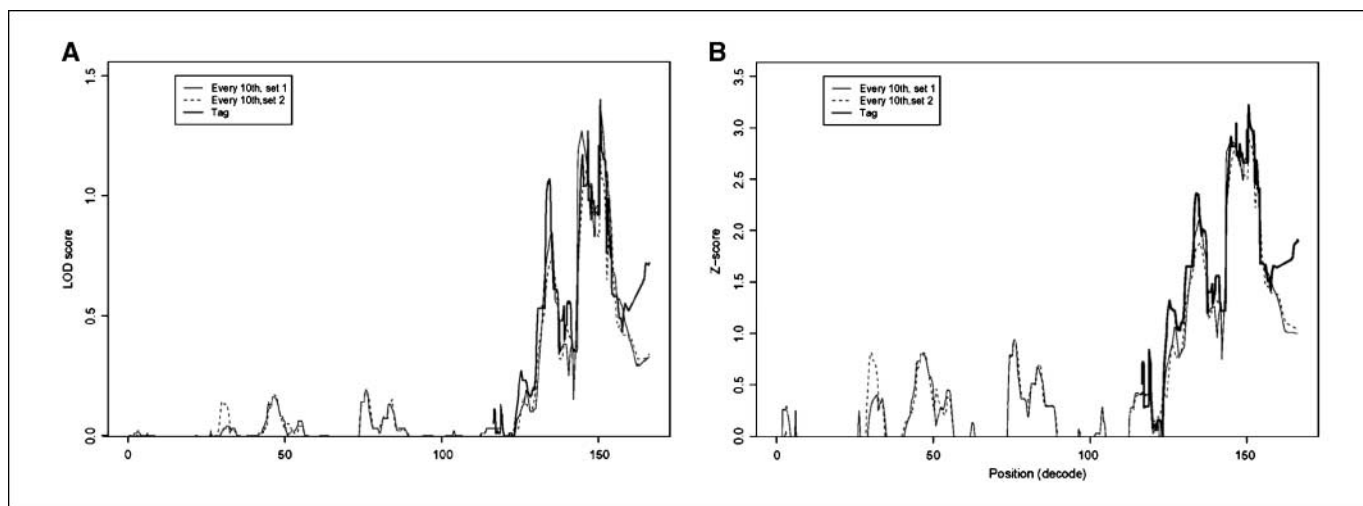 A
LOD score
1.5
1.0
0.5
0.0
Every 10th, set 1
Every 10th,set 2
Tag
0
50
100
150
B
Z-score
3.5
3.0
2.5
2.0
1.5
1.0
0.5
0.0
Every 10th, set 1
Every 10th,set 2
Tag
0
50
100
150
Position (decode)